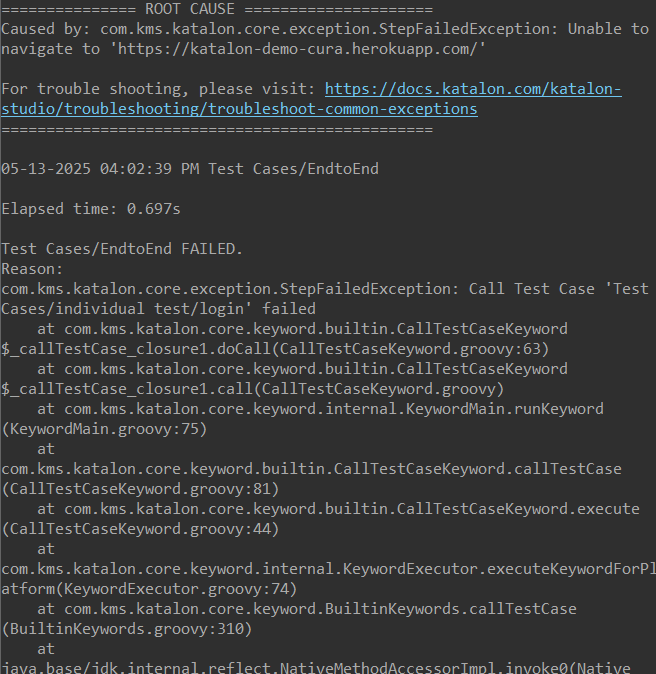 =============== ROOT CAUSE =====================
Caused by: com.kms.katalon.core.exception.StepFailedException: Unable to
navigate to 'https://katalon-demo-cura.herokuapp.com/'
For trouble shooting, please visit: https://docs.katalon.com/katalon-
studio/troubleshooting/troubleshoot-common-exceptions
================================================
05-13-2025 04:02:39 PM Test Cases/EndtoEnd
Elapsed time: 0.697s
Test Cases/EndtoEnd FAILED.
Reason:
com.kms.katalon.core.exception.StepFailedException: Call Test Case 'Test
Cases/individual test/login' failed
at com.kms.katalon.core.keyword.builtin.CallTestCaseKeyword
$_callTestCase_closure1.doCall(CallTestCaseKeyword.groovy:63)
at com.kms.katalon.core.keyword.builtin.CallTestCaseKeyword
$_callTestCase_closure1.call(CallTestCaseKeyword.groovy)
at com.kms.katalon.core.keyword.internal.KeywordMain.runKeyword
(KeywordMain.groovy:75)
at
com.kms.katalon.core.keyword.builtin.CallTestCaseKeyword.callTestCase
(CallTestCaseKeyword.groovy:81)
at com.kms.katalon.core.keyword.builtin.CallTestCaseKeyword.execute
(CallTestCaseKeyword.groovy:44)
at
com.kms.katalon.core.keyword.internal.KeywordExecutor.executeKeywordForPl
atform(KeywordExecutor.groovy:74)
at com.kms.katalon.core.keyword.BuiltinKeywords.callTestCase
(BuiltinKeywords.groovy:310)
at
java.base/jdk.internal.reflect.NativeMethodAccessorImpl.invoke0(Native